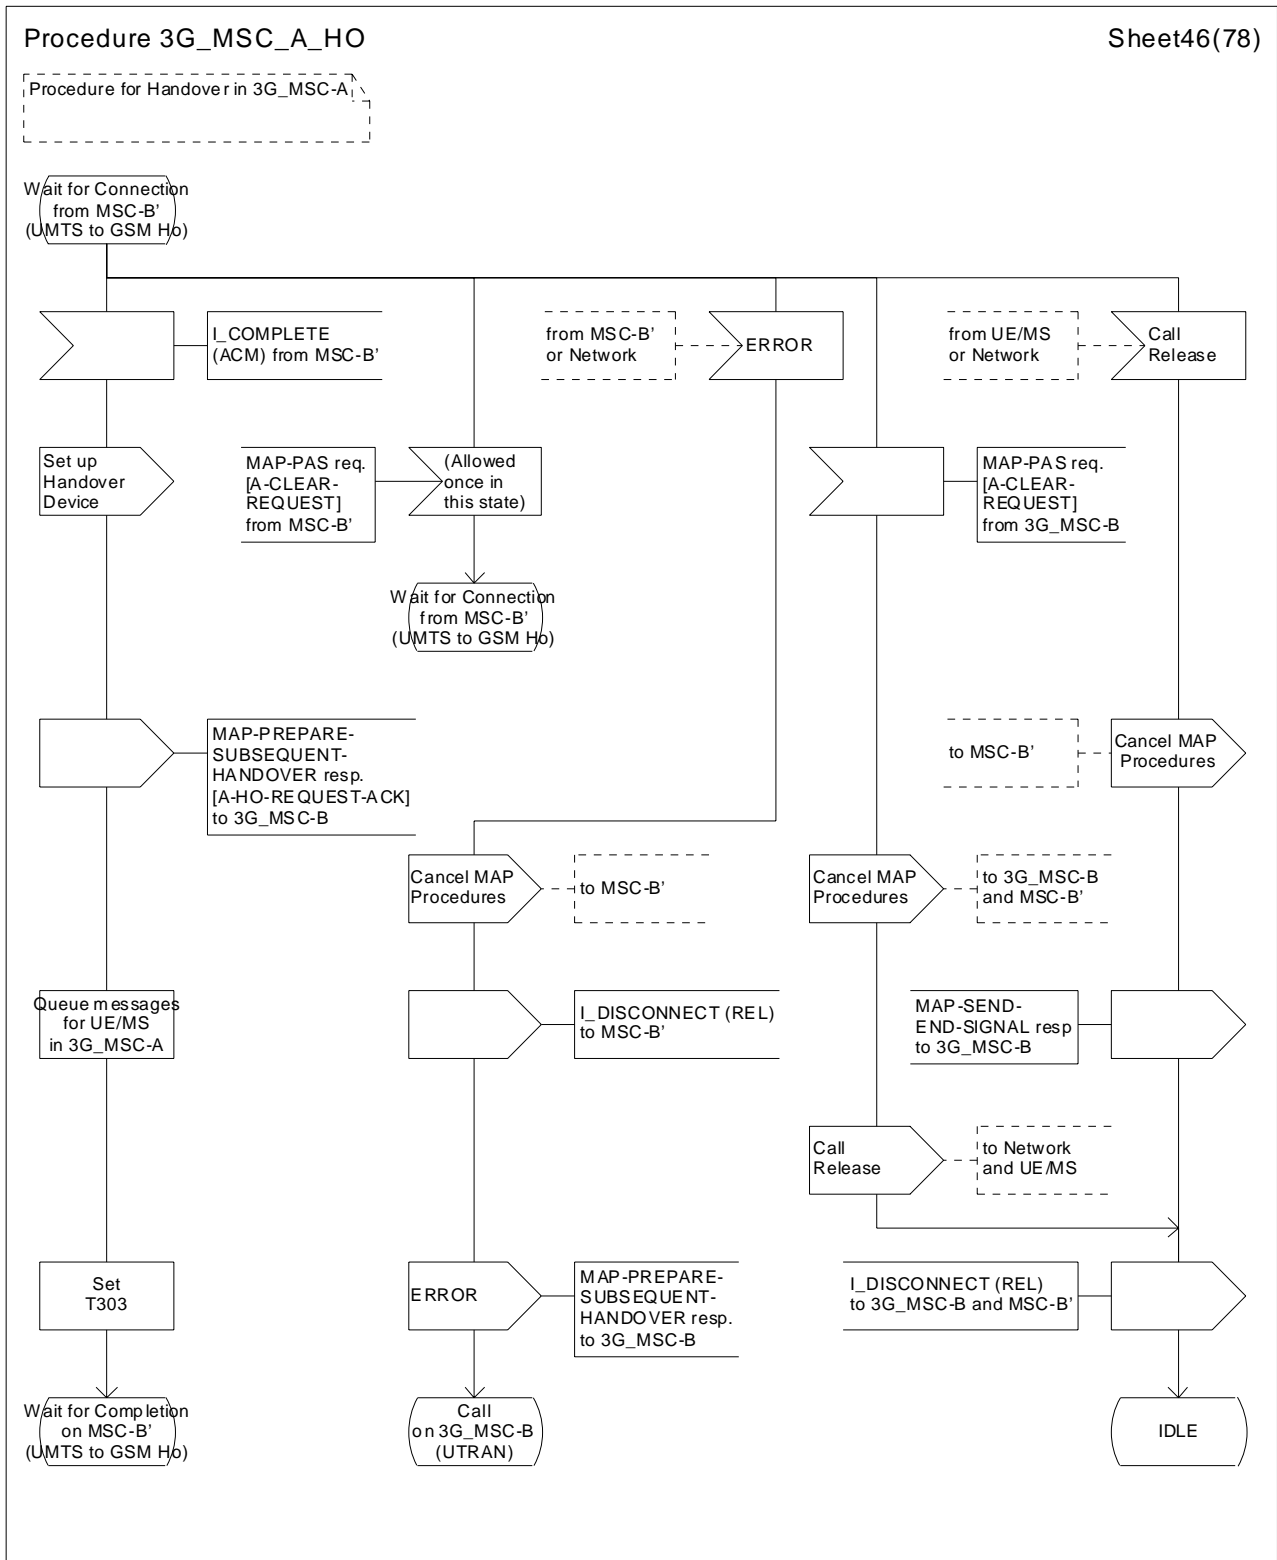 Procedure 3G_MSC_A_HO
Sheet46(78)
Procedure for Handover in 3G_MSC-A
Wait for Connection
from MSC-B'
(UMTS to GSM Ho)
I_COMPLETE
(ACM) from MSC-B'
from MSC-B'
or Network
ERROR
from UE/MS
or Network
Call
Release
Set up
Handover
Device
MAP-PAS req.
[A-CLEAR-
REQUEST]
from MSC-B'
(Allowed
once in
this state)
MAP-PAS req.
[A-CLEAR-
REQUEST]
from 3G_MSC-B
Wait for Connection
from MSC-B'
(UMTS to GSM Ho)
MAP-PREPARE-
SUBSEQUENT-
HANDOVER resp.
[A-HO-REQUEST-ACK]
to 3G_MSC-B
to MSC-B'
Cancel MAP
Procedures
Cancel MAP
Procedures
to MSC-B'
Cancel MAP
Procedures
to 3G_MSC-B
and MSC-B'
Queue messages
for UE/MS
in 3G_MSC-A
I_DISCONNECT (REL)
to MSC-B'
MAP-SEND-
END-SIGNAL resp
to 3G_MSC-B
Call
Release
to Network
and UE/MS
Set
T303
ERROR
MAP-PREPARE-
SUBSEQUENT-
HANDOVER resp.
to 3G_MSC-B
I_DISCONNECT (REL)
to 3G_MSC-B and MSC-B'
Wait for Completion
on MSC-B'
(UMTS to GSM Ho)
Call
on 3G_MSC-B
(UTRAN)
IDLE